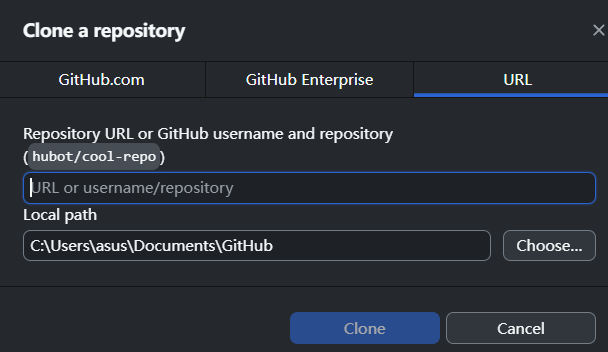 Clone a repository
GitHub.com GitHub Enterprise URL
Repository URL or GitHub username and repository
(hubot/cool-repo)
URL or username/repository
Local path
C:\Users\asus\Documents\GitHub Choose...
Clone Cancel